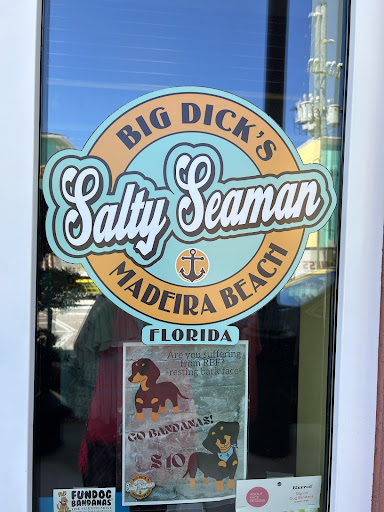 BIG DICK'S
Salty Seaman
MADEIRA BEACH
FLORIDA
Are you suffering
from RBF?
resting bark face
GO BANDANAS!
$10
FUNDOG
BANDANAS